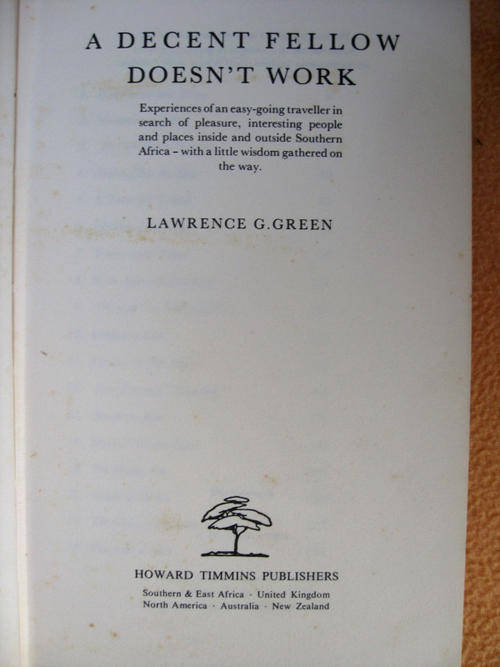 A DECENT FELLOW
DOESN'T WORK
Experiences of an easy-going traveller in
search of pleasure, interesting people
and places inside and outside Southern
Africa – with a little wisdom gathered on
the way.
LAWRENCE G. GREEN
HOWARD TIMMINS PUBLISHERS
Southern & East Africa · United Kingdom
North America · Australia · New Zealand